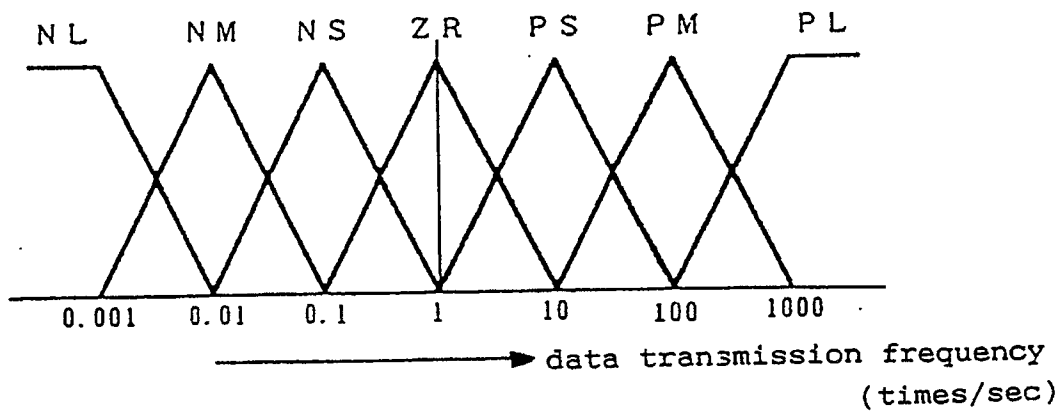 NL NM NS ZR PS PM PL
0.001 0.01 0.1 1 10 100 1000
data transmission frequency
(times/sec)